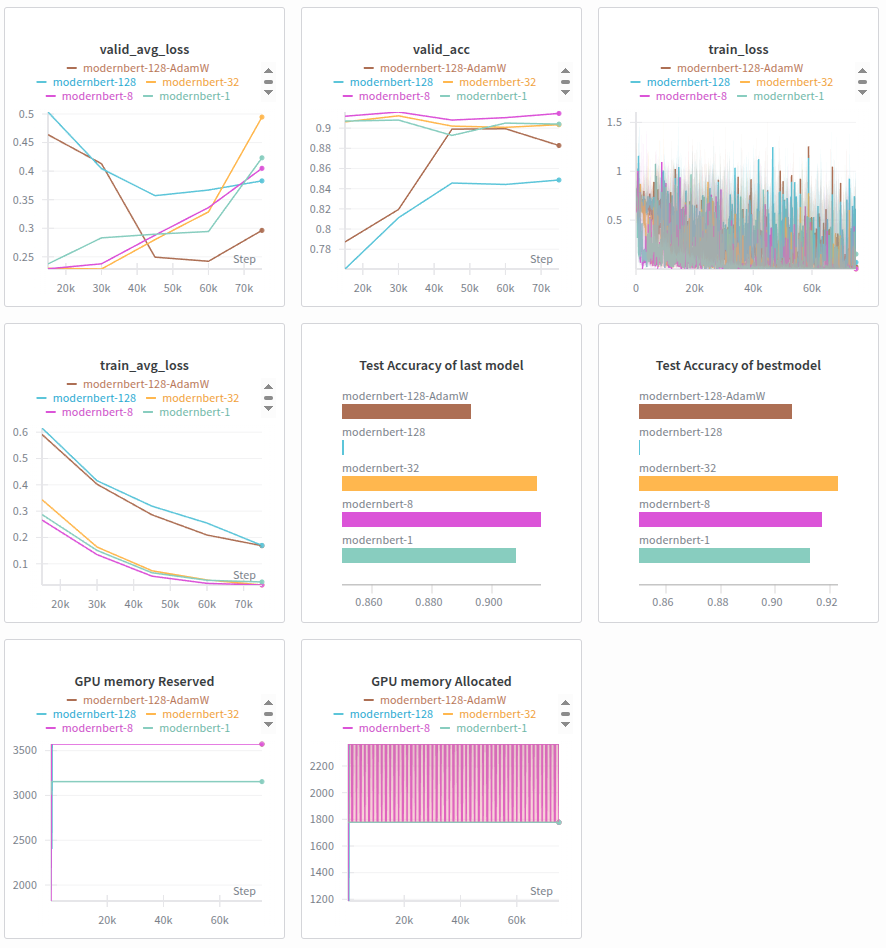 valid_avg_loss
modernbert-128-AdamW
modernbert-128 modernbert-32
modernbert-8 modernbert-1
0.5
0.45
0.4
0.35
0.3
0.25
Step
20k 30k 40k 50k 60k 70k
valid_acc
modernbert-128-AdamW
modernbert-128 modernbert-32
modernbert-8 modernbert-1
0.9
0.88
0.86
0.84
0.82
0.8
0.78
Step
20k 30k 40k 50k 60k 70k
train_loss
modernbert-128-AdamW
modernbert-128 modernbert-32
modernbert-8 modernbert-1
1.5
1
0.5
0 20k 40k 60k
train_avg_loss
modernbert-128-AdamW
modernbert-128 modernbert-32
modernbert-8 modernbert-1
0.6
0.5
0.4
0.3
0.2
0.1
Step
20k 30k 40k 50k 60k 70k
Test Accuracy of last model
modernbert-128-AdamW
modernbert-128
modernbert-32
modernbert-8
modernbert-1
0.860 0.880 0.900
Test Accuracy of bestmodel
modernbert-128-AdamW
modernbert-128
modernbert-32
modernbert-8
modernbert-1
0.86 0.88 0.90 0.92
GPU memory Reserved
modernbert-128-AdamW
modernbert-128 modernbert-32
modernbert-8 modernbert-1
3500
3000
2500
2000
Step
20k 40k 60k
GPU memory Allocated
modernbert-128-AdamW
modernbert-128 modernbert-32
modernbert-8 modernbert-1
2200
2000
1800
1600
1400
1200
Step
20k 40k 60k